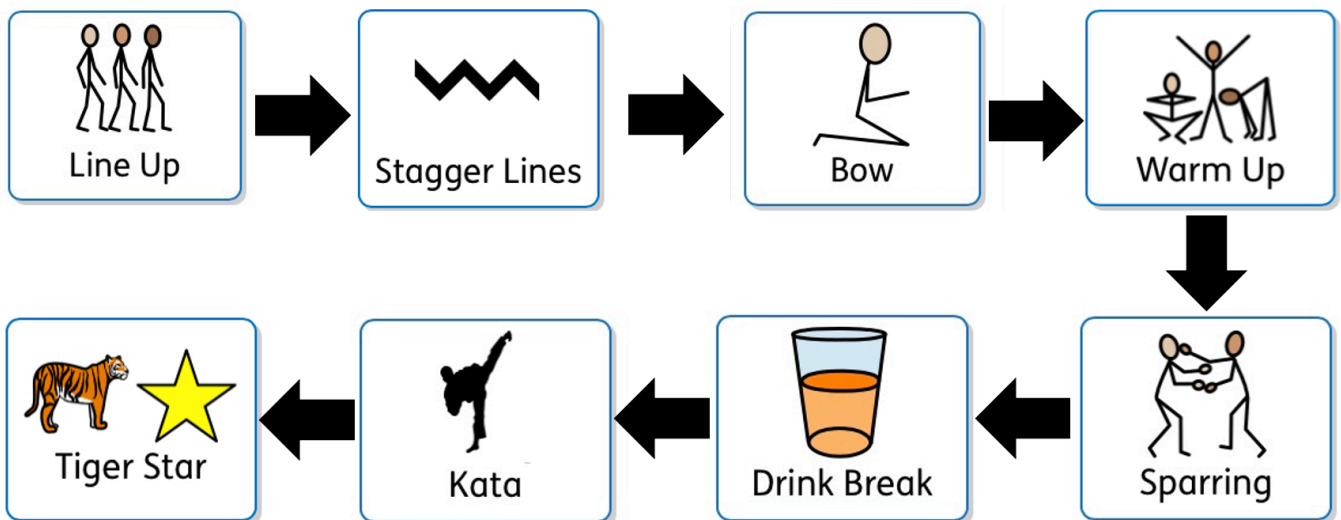 Line Up
Stagger Lines
Bow
Warm Up
Sparring
Drink Break
Kata
Tiger Star